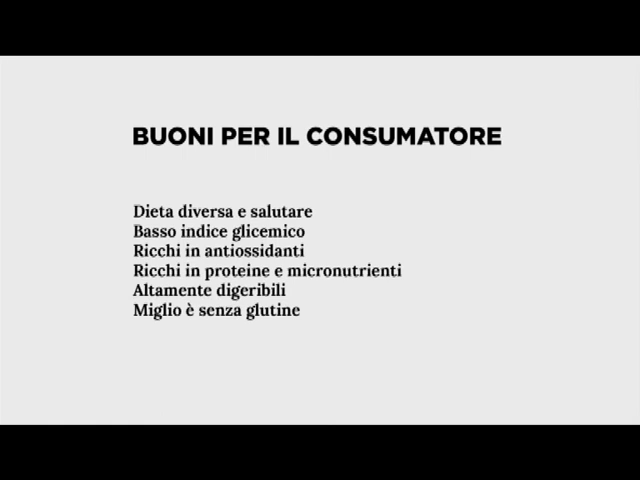 BUONI PER IL CONSUMATORE
Dieta diversa e salutare
Basso indice glicemico
Ricchi in antiossidanti
Ricchi in proteine e micronutrienti
Altamente digeribili
Miglio è senza glutine